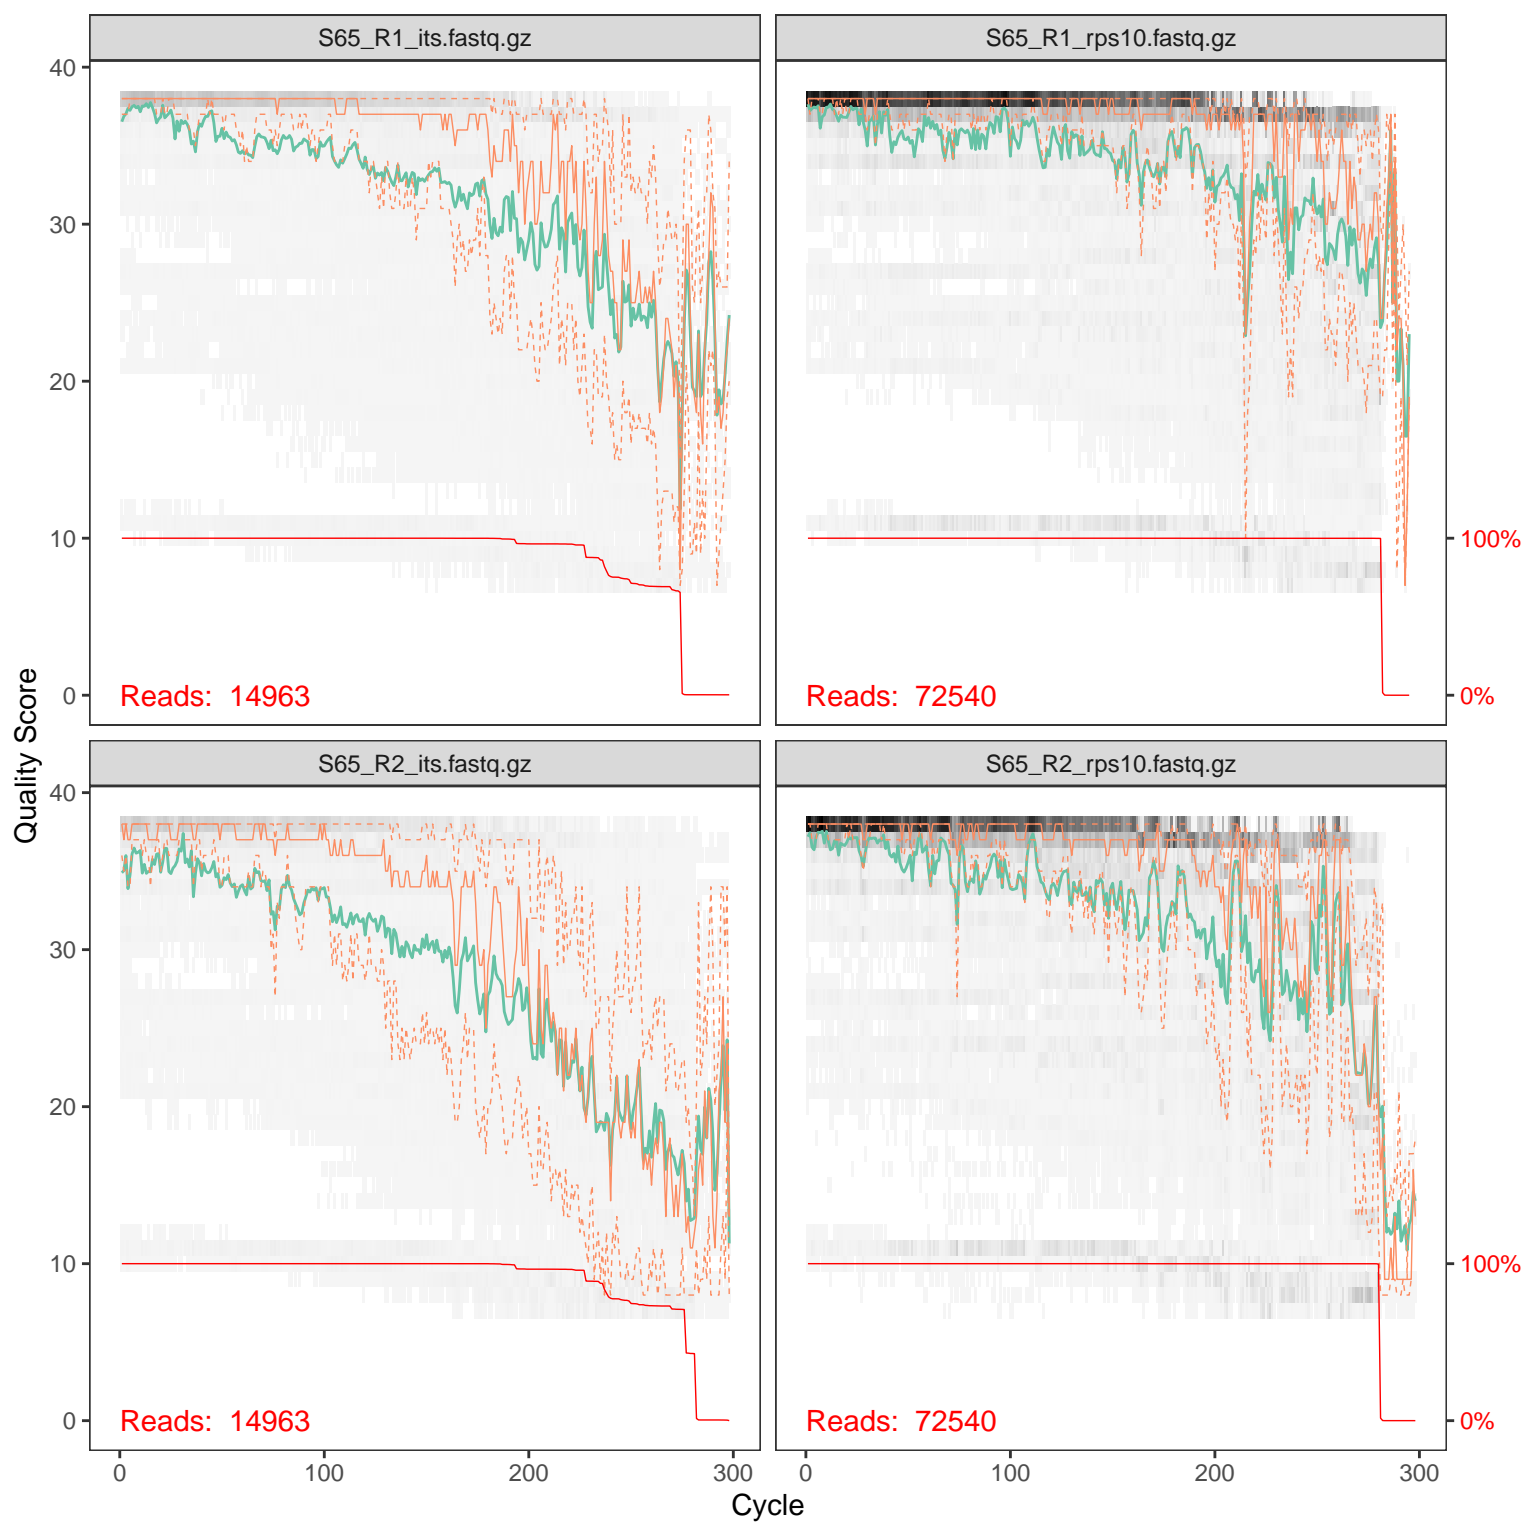 S65_R1_its.fastq.gz
S65_R1_rps10.fastq.gz
40
30
20
10
0
100%
0%
Reads: 14963
Reads: 72540
Quality Score
S65_R2_its.fastq.gz
S65_R2_rps10.fastq.gz
40
30
20
10
0
100%
0%
Reads: 14963
Reads: 72540
0 100 200 300
0 100 200 300
Cycle